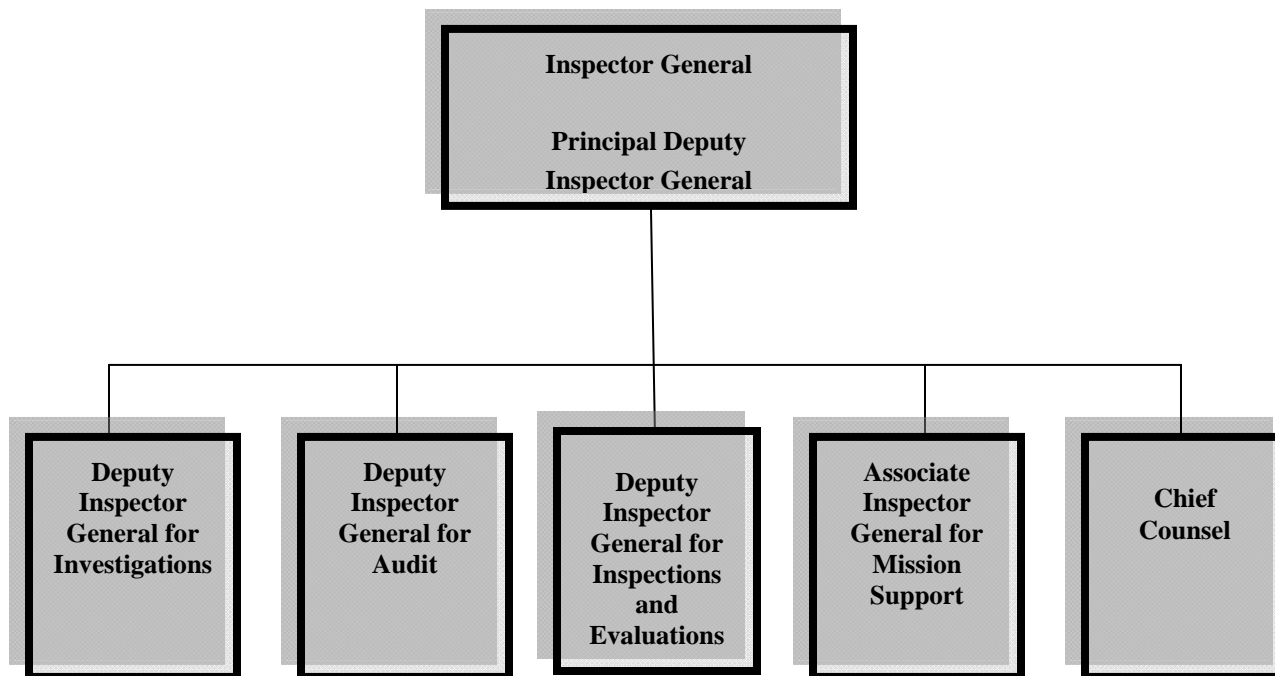 Inspector General
Principal Deputy
Inspector General
Deputy
Inspector
General for
Investigations
Deputy
Inspector
General for
Audit
Deputy
Inspector
General for
Inspections
and
Evaluations
Associate
Inspector
General for
Mission
Support
Chief
Counsel